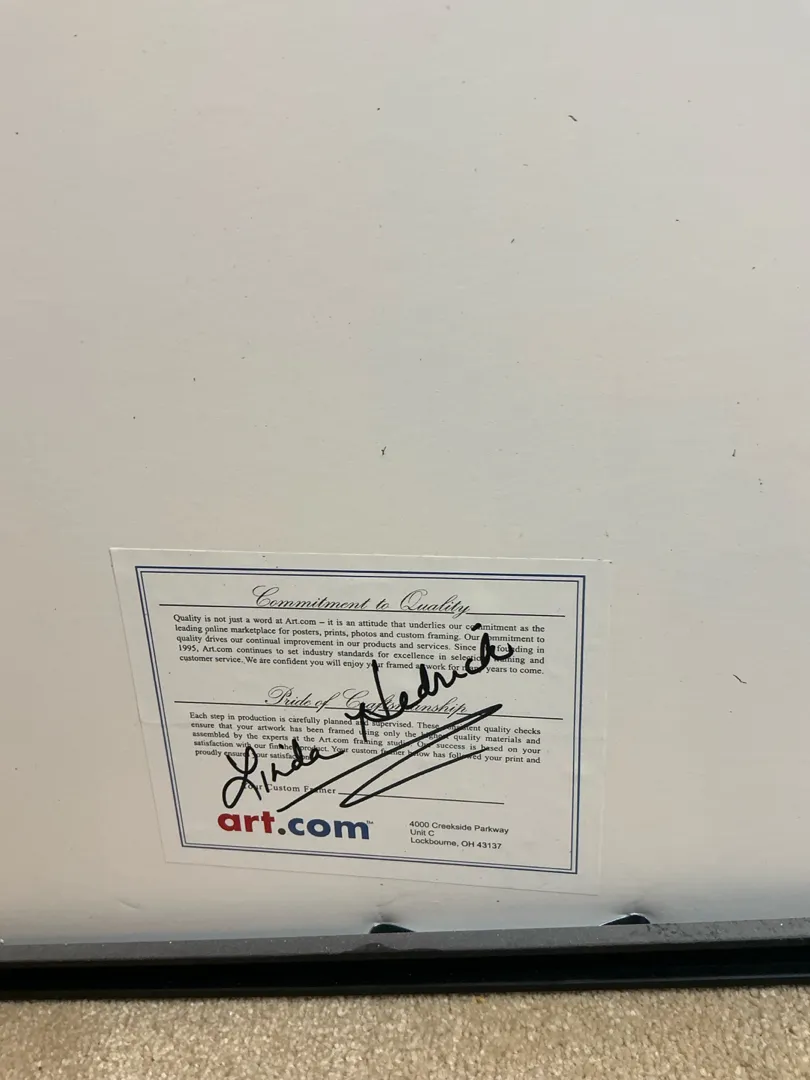 Commitment to Quality
Quality is not just a word at Art.com – it is an attitude that underlies our commitment as the
leading online marketplace for posters, prints, photos and custom framing. Our commitment to
quality drives our continual improvement in our products and services. Since founding in
1995, Art.com continues to set industry standards for excellence in selection, framing and
customer service. We are confident you will enjoy your framed artwork for many years to come.
Pride of Craftsmanship
Each step in production is carefully planned and supervised. These quality checks
ensure that your artwork has been framed using only the highest quality materials and
assembled by the experts at the Art.com framing studio. Our success is based on your
satisfaction with our finished product. Your custom framer below has followed your print and
proudly ensures your satisfaction
Linda Hedrick
Your Custom Framer
art.com™
4000 Creekside Parkway
Unit C
Lockbourne, OH 43137